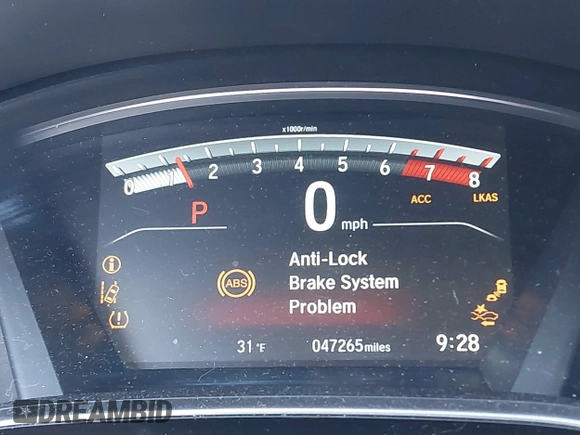 x1000r/min
0 2 3 4 5 6 7 8
ACC LKAS
P 0 mph
Anti-Lock
ABS Brake System
Problem
31°F 047265 miles 9:28
DREAMBID